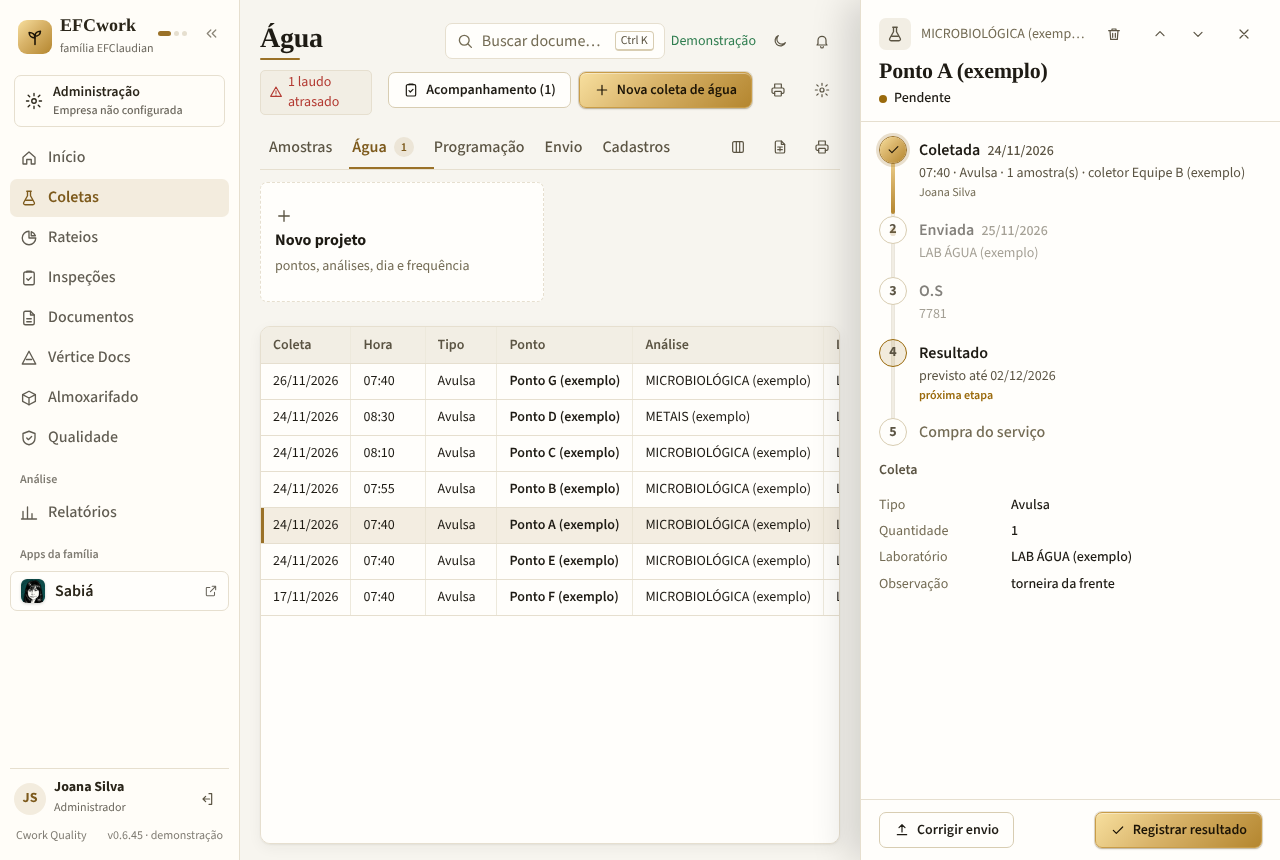 EFCwork
família EFClaudian
Administração
Empresa não configurada
Início
Coletas
Rateios
Inspeções
Documentos
Vértice Docs
Almoxarifado
Qualidade
Análise
Relatórios
Apps da família
Sabiá
JS
Joana Silva
Administrador
Cwork Quality
v0.6.45 · demonstração
Água
Buscar docume…
Ctrl K
Demonstração
1 laudo
atrasado
Acompanhamento (1)
Nova coleta de água
Amostras
Água 1
Programação
Envio
Cadastros
Novo projeto
pontos, análises, dia e frequência
Coleta Hora Tipo Ponto Análise
26/11/2026 07:40 Avulsa Ponto G (exemplo) MICROBIOLÓGICA (exemplo)
24/11/2026 08:30 Avulsa Ponto D (exemplo) METAIS (exemplo)
24/11/2026 08:10 Avulsa Ponto C (exemplo) MICROBIOLÓGICA (exemplo)
24/11/2026 07:55 Avulsa Ponto B (exemplo) MICROBIOLÓGICA (exemplo)
24/11/2026 07:40 Avulsa Ponto A (exemplo) MICROBIOLÓGICA (exemplo)
24/11/2026 07:40 Avulsa Ponto E (exemplo) MICROBIOLÓGICA (exemplo)
17/11/2026 07:40 Avulsa Ponto F (exemplo) MICROBIOLÓGICA (exemplo)
MICROBIOLÓGICA (exemp…
Ponto A (exemplo)
Pendente
Coletada 24/11/2026
07:40 · Avulsa · 1 amostra(s) · coletor Equipe B (exemplo)
Joana Silva
2 Enviada 25/11/2026
LAB ÁGUA (exemplo)
3 O.S
7781
4 Resultado
previsto até 02/12/2026
próxima etapa
5 Compra do serviço
Coleta
Tipo Avulsa
Quantidade 1
Laboratório LAB ÁGUA (exemplo)
Observação torneira da frente
Corrigir envio
Registrar resultado